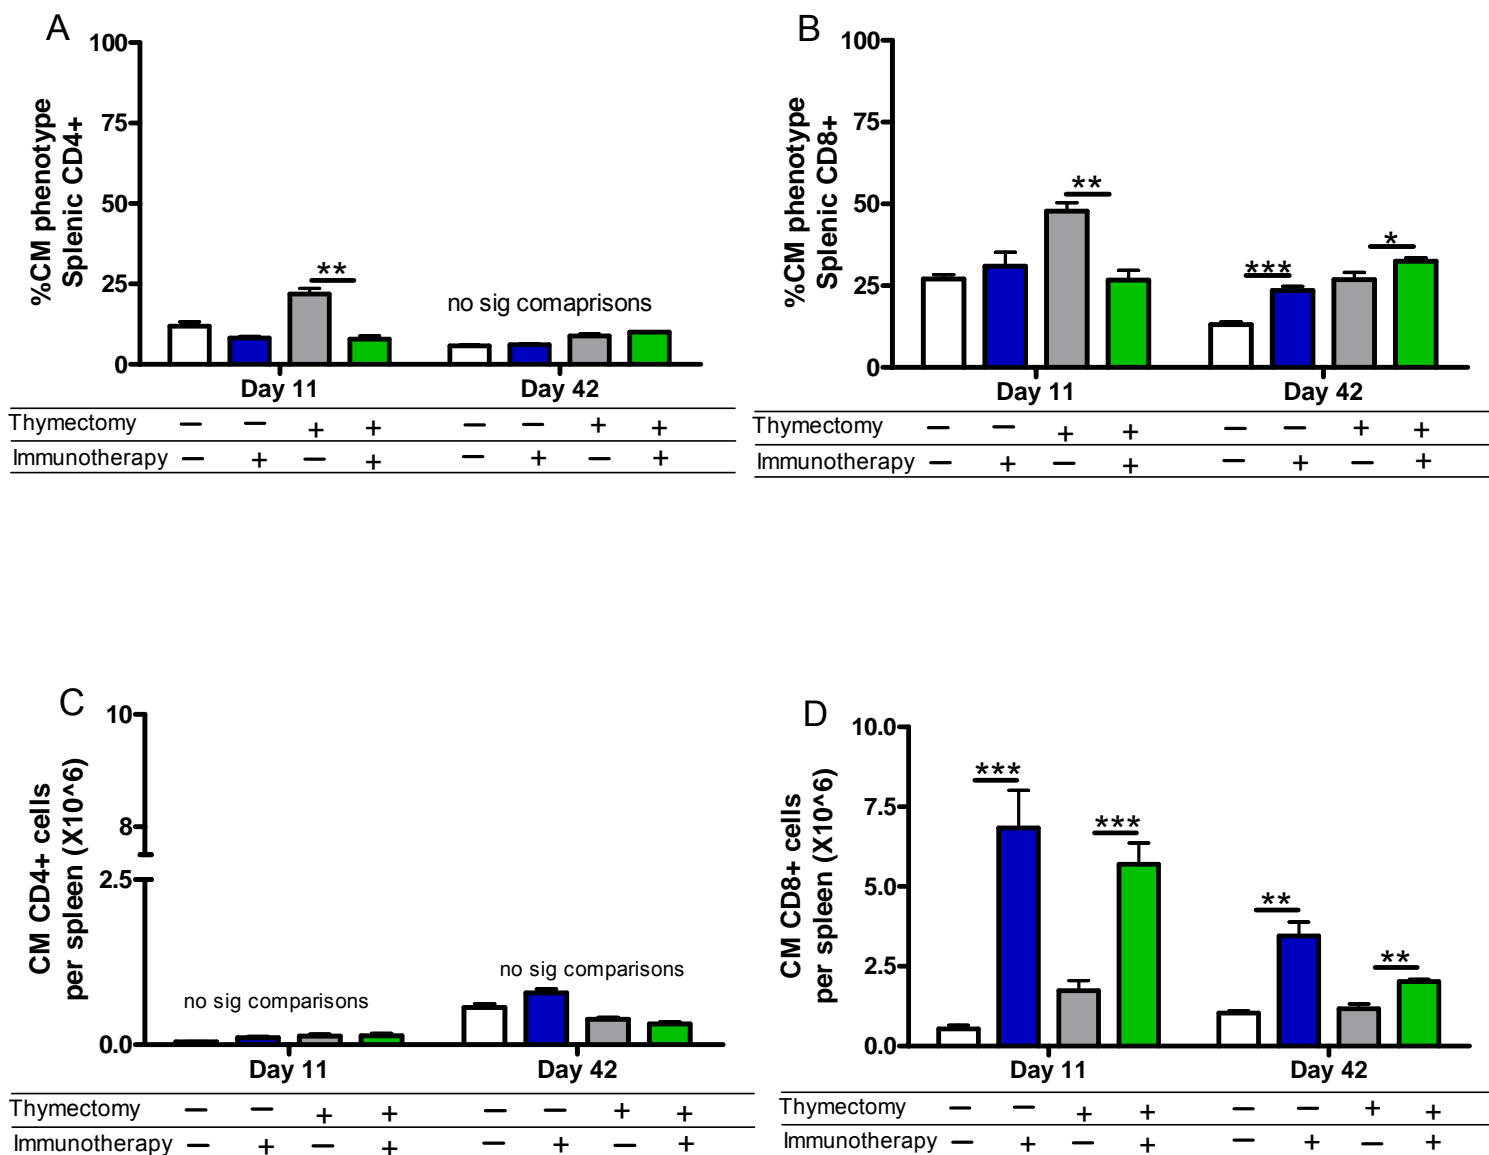 A
100
75
50
25
0
%CM phenotype
Splenic CD4+
**
no sig comaprisons
Day 11
Day 42
Thymectomy — — + + — — + +
Immunotherapy — + — + — + — +
B
100
75
50
25
0
%CM phenotype
Splenic CD8+
**
***
*
Day 11
Day 42
Thymectomy — — + + — — + +
Immunotherapy — + — + — + — +
C
10
8
2.5
0.0
CM CD4+ cells
per spleen (X10^6)
no sig comparisons
no sig comparisons
Day 11
Day 42
Thymectomy — — + + — — + +
Immunotherapy — + — + — + — +
D
10.0
7.5
5.0
2.5
0.0
CM CD8+ cells
per spleen (X10^6)
***
***
**
**
Day 11
Day 42
Thymectomy — — + + — — + +
Immunotherapy — + — + — + — +